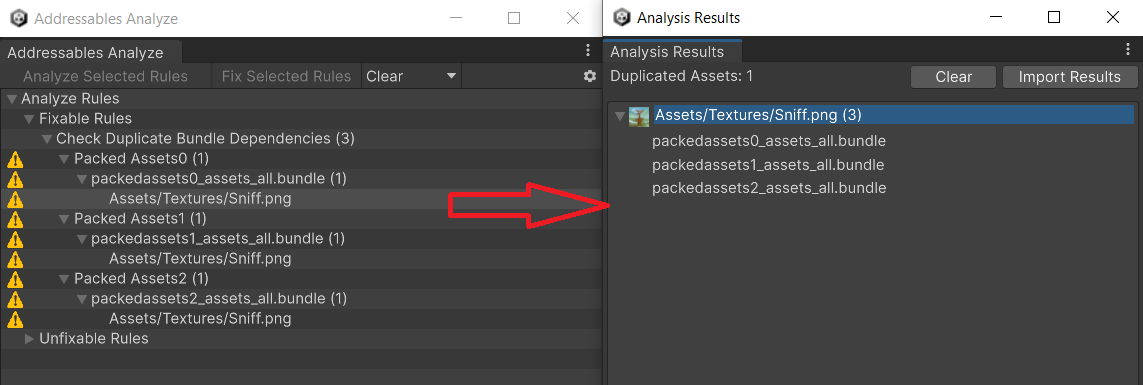 Addressables Analyze
Addressables Analyze
Analyze Selected Rules Fix Selected Rules Clear
Analyze Rules
Fixable Rules
Check Duplicate Bundle Dependencies (3)
Packed Assets0 (1)
packedassets0_assets_all.bundle (1)
Assets/Textures/Sniff.png
Packed Assets1 (1)
packedassets1_assets_all.bundle (1)
Assets/Textures/Sniff.png
Packed Assets2 (1)
packedassets2_assets_all.bundle (1)
Assets/Textures/Sniff.png
Unfixable Rules
Analysis Results
Analysis Results
Duplicated Assets: 1 Clear Import Results
Assets/Textures/Sniff.png (3)
packedassets0_assets_all.bundle
packedassets1_assets_all.bundle
packedassets2_assets_all.bundle